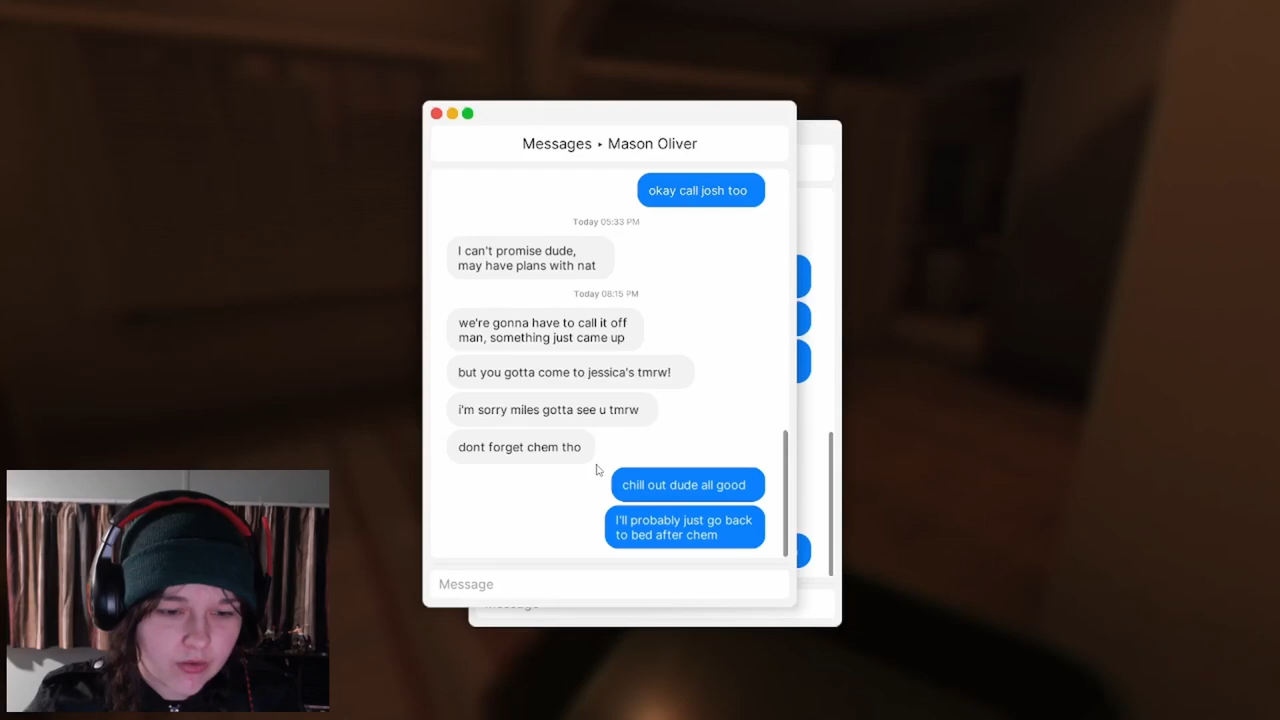 Messages ‣ Mason Oliver
okay call josh too
Today 05:33 PM
I can't promise dude,
may have plans with nat
Today 08:15 PM
we're gonna have to call it off
man, something just came up
but you gotta come to jessica's tmrw!
i'm sorry miles gotta see u tmrw
dont forget chem tho
chill out dude all good
I'll probably just go back
to bed after chem
Message